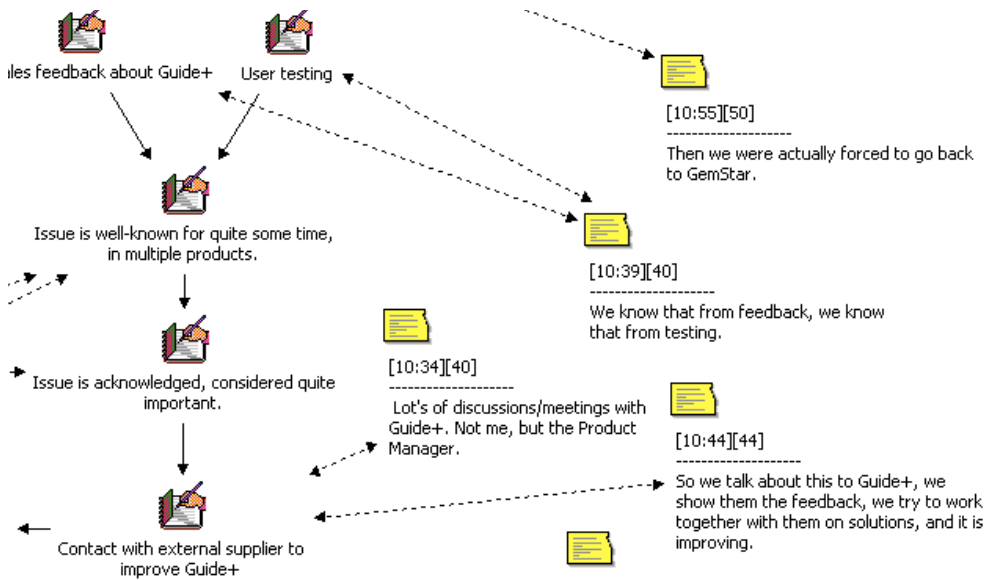 les feedback about Guide+
User testing
[10:55][50]
--------------------
Then we were actually forced to go back
to GemStar.
Issue is well-known for quite some time,
in multiple products.
[10:39][40]
--------------------
We know that from feedback, we know
that from testing.
Issue is acknowledged, considered quite
important.
[10:34][40]
--------------------
Lot's of discussions/meetings with
Guide+. Not me, but the Product
Manager.
[10:44][44]
--------------------
So we talk about this to Guide+, we
show them the feedback, we try to work
together with them on solutions, and it is
improving.
Contact with external supplier to
improve Guide+